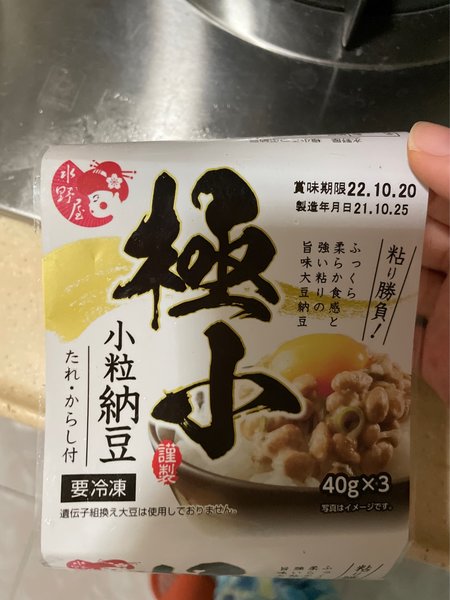 水野屋
賞味期限22.10.20
製造年月日21.10.25
極小
小粒納豆
たれ・からし付
粘り勝負!
ふっくら
柔らか食感と
強い粘りの
旨味大豆納豆
謹製
要冷凍
40g×3
写真はイメージです。
遺伝子組換え大豆は使用しておりません。